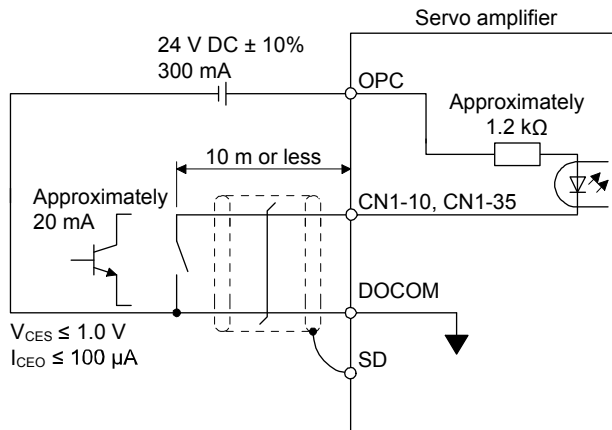 Servo amplifier
24 V DC ± 10%
300 mA
OPC
Approximately
1.2 kΩ
10 m or less
Approximately
20 mA
CN1-10, CN1-35
DOCOM
VCES ≤ 1.0 V
ICEO ≤ 100 µA
SD